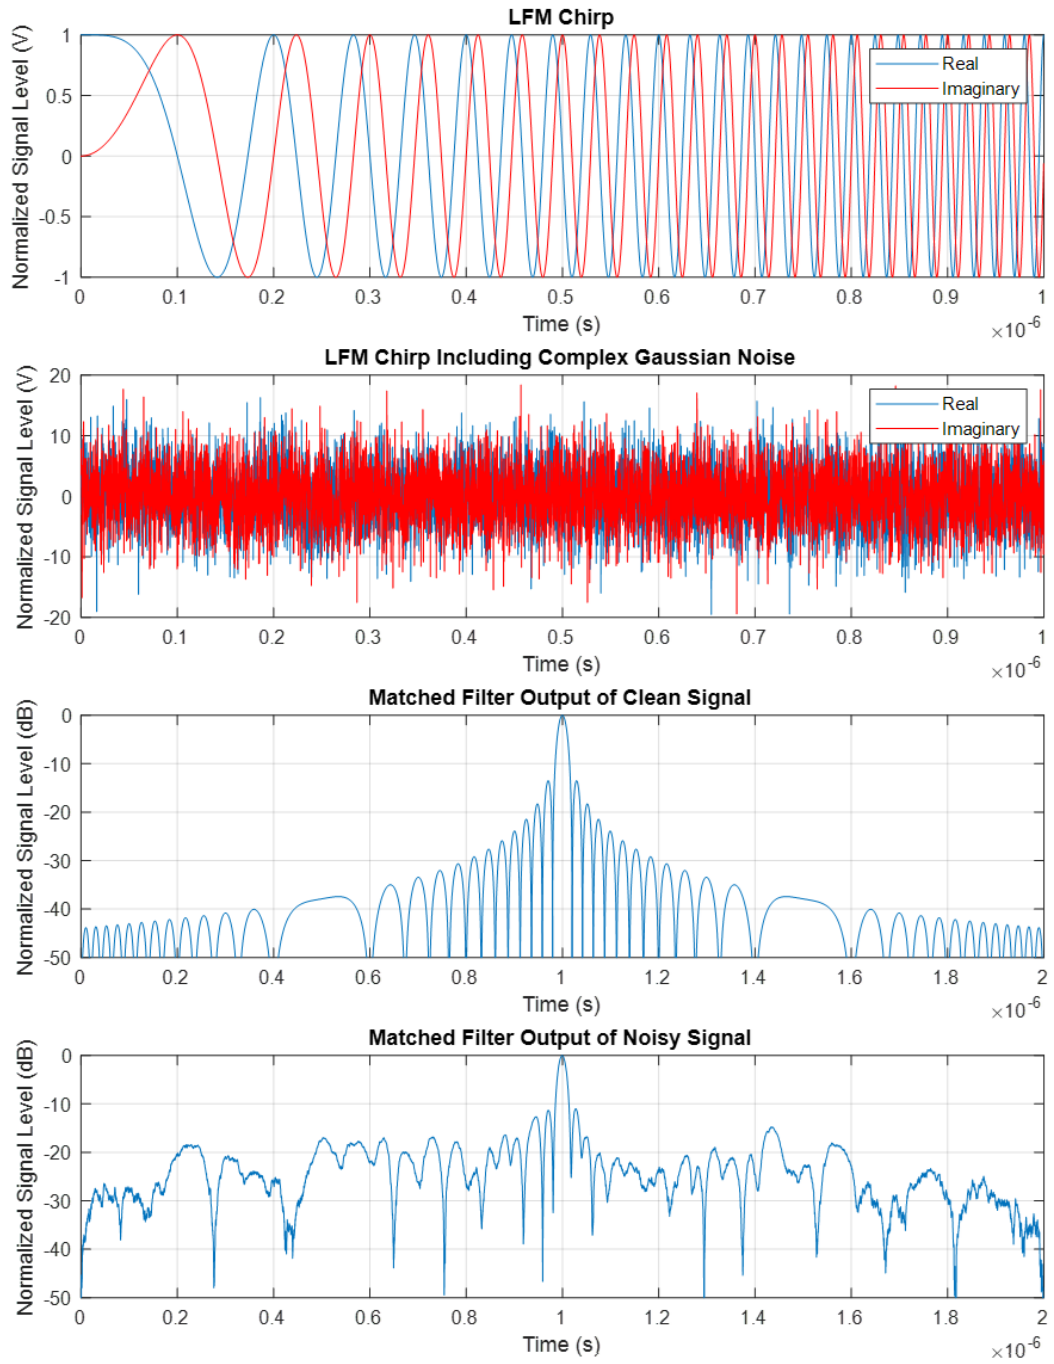 LFM Chirp
Normalized Signal Level (V)
1
0.5
0
-0.5
-1
Real
Imaginary
0 0.1 0.2 0.3 0.4 0.5 0.6 0.7 0.8 0.9 1
Time (s)
×10-6
LFM Chirp Including Complex Gaussian Noise
Normalized Signal Level (V)
20
10
0
-10
-20
Real
Imaginary
0 0.1 0.2 0.3 0.4 0.5 0.6 0.7 0.8 0.9 1
Time (s)
×10-6
Matched Filter Output of Clean Signal
Normalized Signal Level (dB)
0
-10
-20
-30
-40
-50
0 0.2 0.4 0.6 0.8 1 1.2 1.4 1.6 1.8 2
Time (s)
×10-6
Matched Filter Output of Noisy Signal
Normalized Signal Level (dB)
0
-10
-20
-30
-40
-50
0 0.2 0.4 0.6 0.8 1 1.2 1.4 1.6 1.8 2
Time (s)
×10-6